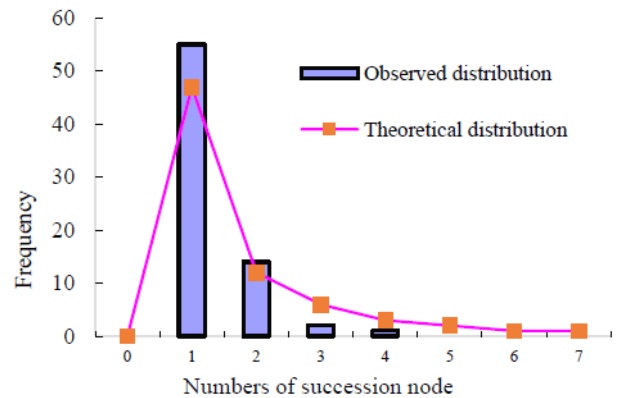 60
50
40
30
20
10
0
Frequency
Observed distribution
Theoretical distribution
0 1 2 3 4 5 6 7
Numbers of succession node